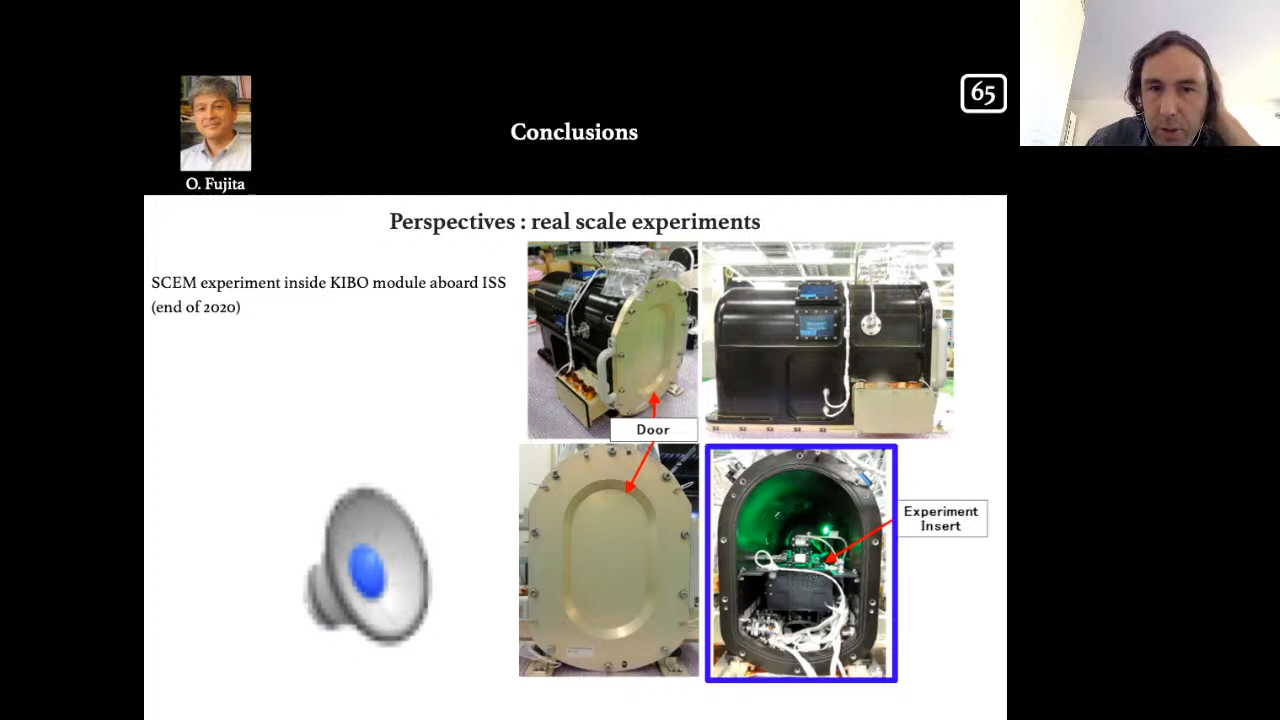 65
Conclusions
O. Fujita
Perspectives : real scale experiments
SCEM experiment inside KIBO module aboard ISS
(end of 2020)
Door
Experiment
Insert